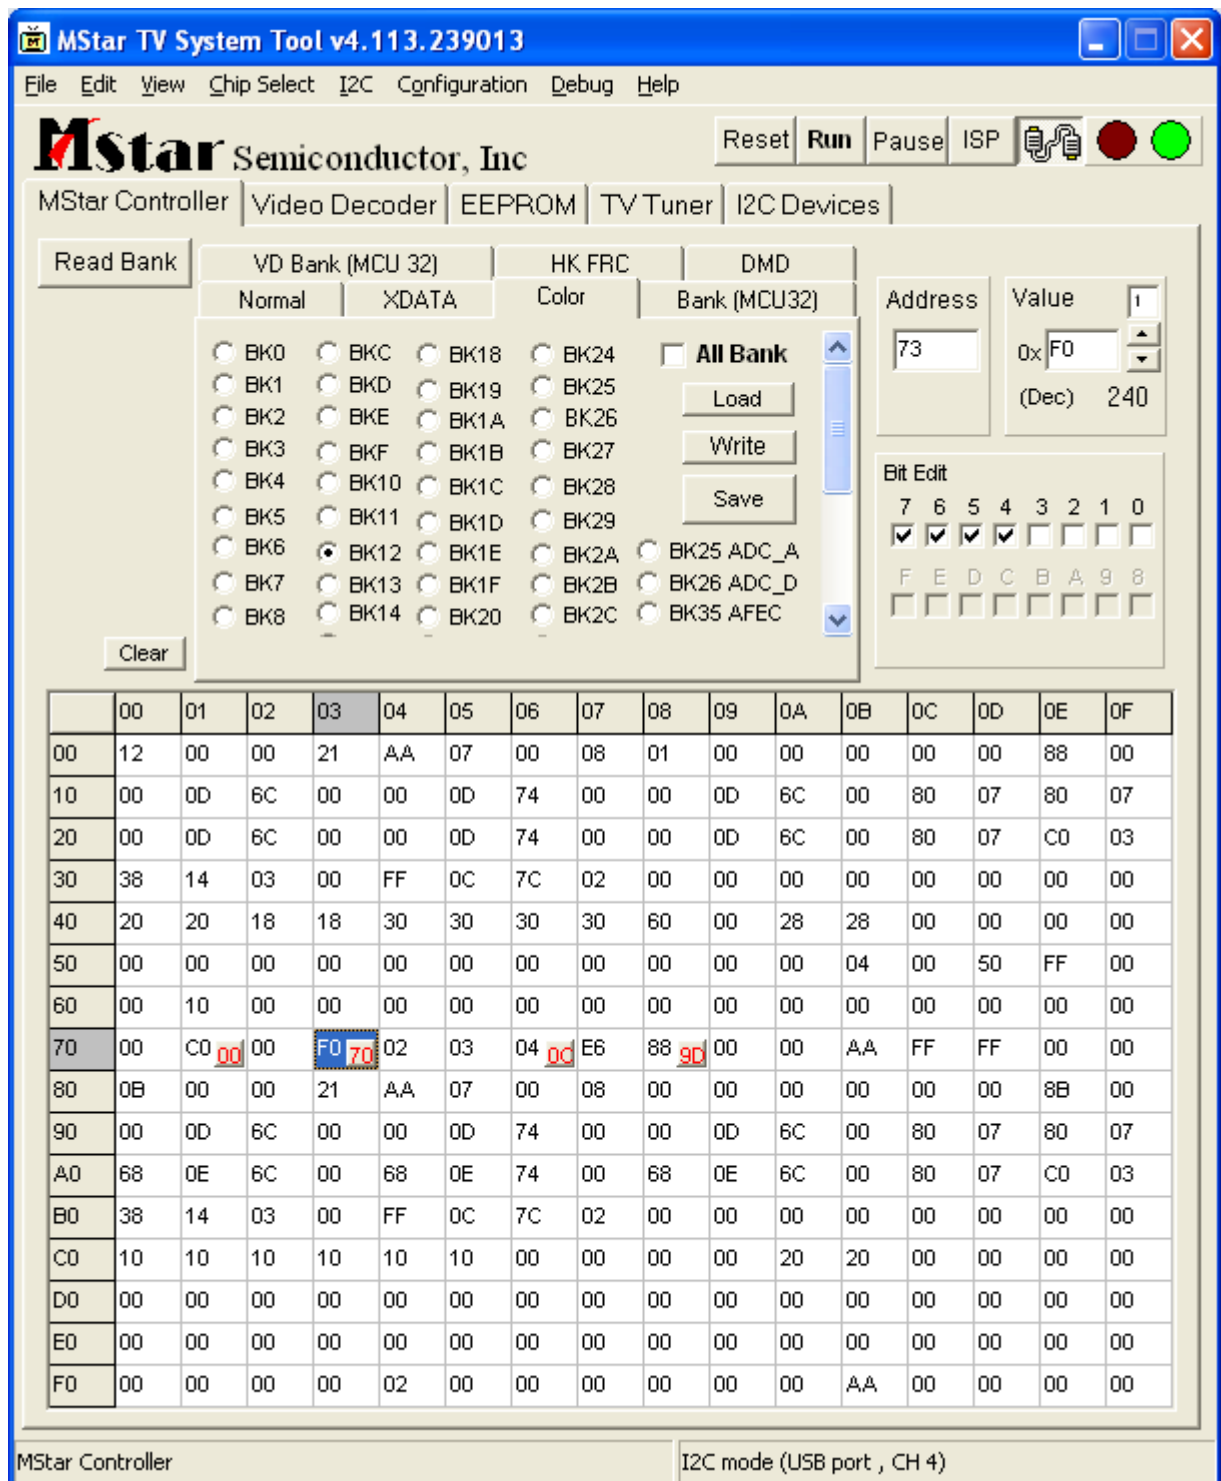 MStar TV System Tool v4.113.239013
File Edit View Chip Select I2C Configuration Debug Help
MStar Semiconductor, Inc Reset Run Pause ISP
MStar Controller Video Decoder EEPROM TV Tuner I2C Devices
Read Bank VD Bank (MCU 32) HK FRC DMD
Normal XDATA Color Bank (MCU32) Address Value 1
BK0 BKC BK18 BK24 All Bank 73 0x F0
BK1 BKD BK19 BK25 Load (Dec) 240
BK2 BKE BK1A BK26
BK3 BKF BK1B BK27 Write
BK4 BK10 BK1C BK28 Save Bit Edit
BK5 BK11 BK1D BK29 7 6 5 4 3 2 1 0
BK6 BK12 BK1E BK2A BK25 ADC_A
BK7 BK13 BK1F BK2B BK26 ADC_D F E D C B A 9 8
BK8 BK14 BK20 BK2C BK35 AFEC
Clear
00 01 02 03 04 05 06 07 08 09 0A 0B 0C 0D 0E 0F
00 12 00 00 21 AA 07 00 08 01 00 00 00 00 00 88 00
10 00 0D 6C 00 00 0D 74 00 00 0D 6C 00 80 07 80 07
20 00 0D 6C 00 00 0D 74 00 00 0D 6C 00 80 07 C0 03
30 38 14 03 00 FF 0C 7C 02 00 00 00 00 00 00 00 00
40 20 20 18 18 30 30 30 30 60 00 28 28 00 00 00 00
50 00 00 00 00 00 00 00 00 00 00 00 04 00 50 FF 00
60 00 10 00 00 00 00 00 00 00 00 00 00 00 00 00 00
70 00 C0 00 00 F0 70 02 03 04 0C E6 88 9D 00 00 AA FF FF 00 00
80 0B 00 00 21 AA 07 00 08 00 00 00 00 00 00 8B 00
90 00 0D 6C 00 00 0D 74 00 00 0D 6C 00 80 07 80 07
A0 68 0E 6C 00 68 0E 74 00 68 0E 6C 00 80 07 C0 03
B0 38 14 03 00 FF 0C 7C 02 00 00 00 00 00 00 00 00
C0 10 10 10 10 10 10 00 00 00 00 20 20 00 00 00 00
D0 00 00 00 00 00 00 00 00 00 00 00 00 00 00 00 00
E0 00 00 00 00 00 00 00 00 00 00 00 00 00 00 00 00
F0 00 00 00 00 02 00 00 00 00 00 00 AA 00 00 00 00
MStar Controller I2C mode (USB port , CH 4)